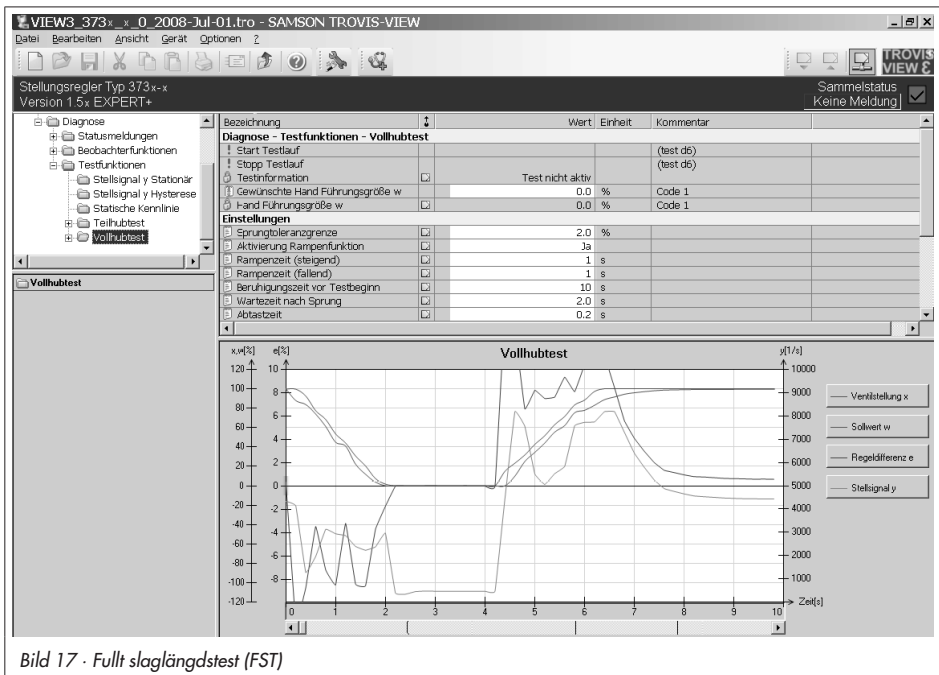 VIEW3_373x_x_0_2008-Jul-01.tro - SAMSON TROVIS-VIEW
Datei Bearbeiten Ansicht Gerät Optionen ?
TROVIS
VIEW 3
Stellungsregler Typ 373x-x
Version 1.5x EXPERT+
Sammelstatus
Keine Meldung
Diagnose
Statusmeldungen
Beobachterfunktionen
Testfunktionen
Stellsignal y Stationär
Stellsignal y Hysterese
Statische Kennlinie
Teilhubtest
Vollhubtest
Vollhubtest
Bezeichnung Wert Einheit Kommentar
Diagnose - Testfunktionen - Vollhubtest
Start Testlauf (test d6)
Stopp Testlauf (test d6)
Testinformation Test nicht aktiv
Gewünschte Hand Führungsgröße w 0.0 % Code 1
Hand Führungsgröße w 0.0 % Code 1
Einstellungen
Sprungtoleranzgrenze 2.0 %
Aktivierung Rampenfunktion Ja
Rampenzeit (steigend) 1 s
Rampenzeit (fallend) 1 s
Beruhigungszeit vor Testbeginn 10 s
Wartezeit nach Sprung 2.0 s
Abtastzeit 0.2 s
x,w[%] e[%] Vollhubtest y[1/s]
120 10 10000
100 8 9000
80 8000
60 6
40 4 7000
20 2 6000
0 0 5000
-20 -2 4000
-40 -4 3000
-60 -6 2000
-80
-100 -8 1000
-120 Zeit[s]
0 1 2 3 4 5 6 7 8 9 10
Ventilstellung x
Sollwert w
Regeldifferenz e
Stellsignal y
Bild 17 · Fullt slaglängdstest (FST)